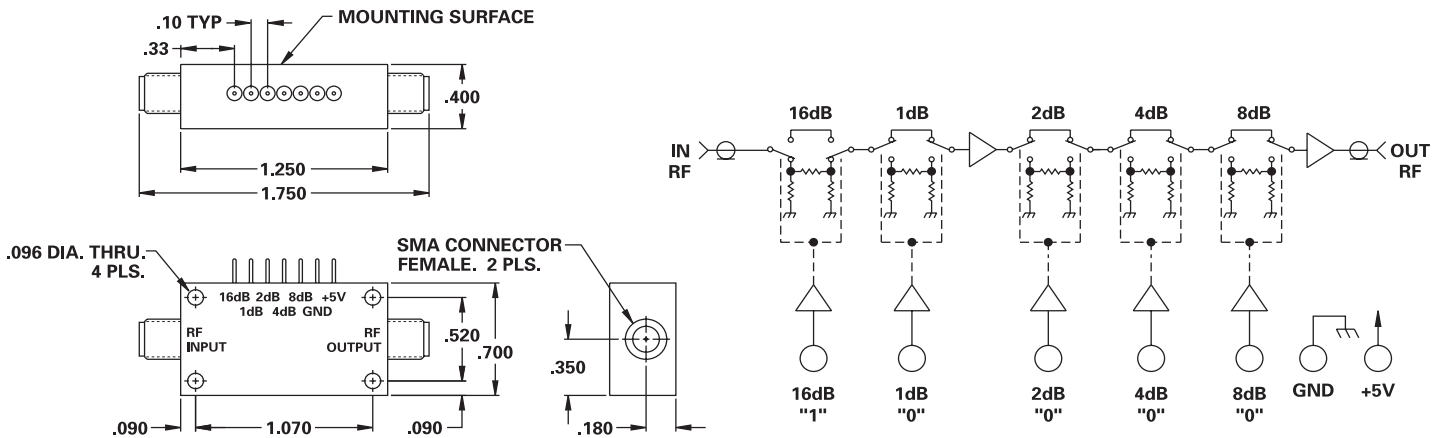 .10 TYP
MOUNTING SURFACE
.33
.400
1.250
1.750
.096 DIA. THRU.
4 PLS.
SMA CONNECTOR
FEMALE. 2 PLS.
16dB 2dB 8dB +5V
1dB 4dB GND
RF
INPUT
RF
OUTPUT
.520
.700
.350
.090
1.070
.090
.180
16dB
1dB
2dB
4dB
8dB
IN
RF
OUT
RF
16dB
"1"
1dB
"0"
2dB
"0"
4dB
"0"
8dB
"0"
GND
+5V